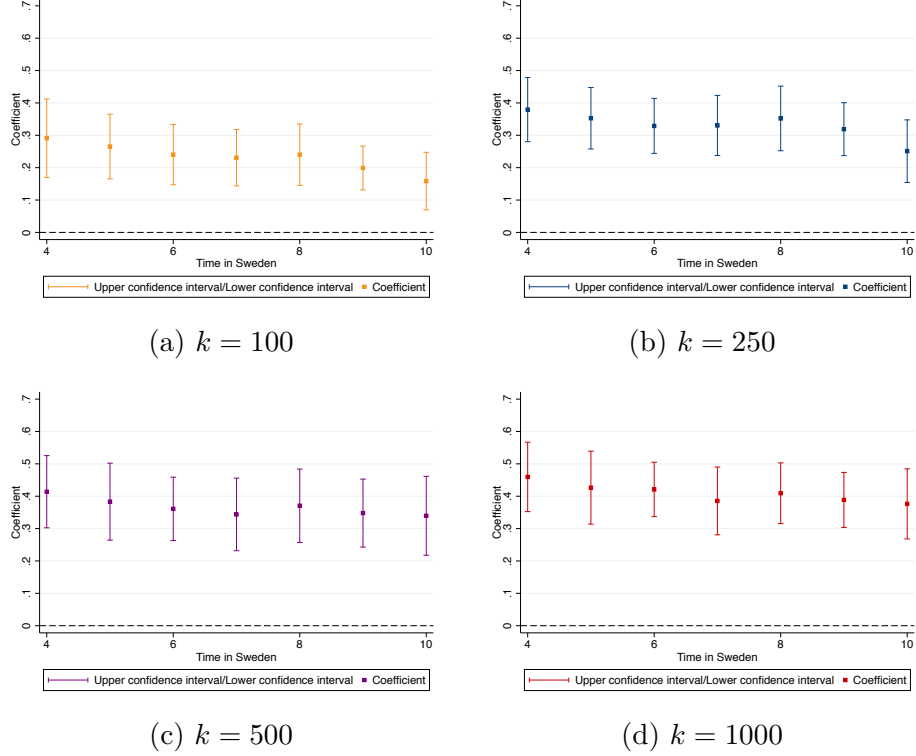 .7
.6
.5
.4
.3
.2
.1
0
Coefficient
4 6 8 10
Time in Sweden
Upper confidence interval/Lower confidence interval Coefficient
(a) k = 100
.7
.6
.5
.4
.3
.2
.1
0
Coefficient
4 6 8 10
Time in Sweden
Upper confidence interval/Lower confidence interval Coefficient
(b) k = 250
.7
.6
.5
.4
.3
.2
.1
0
Coefficient
4 6 8 10
Time in Sweden
Upper confidence interval/Lower confidence interval Coefficient
(c) k = 500
.7
.6
.5
.4
.3
.2
.1
0
Coefficient
4 6 8 10
Time in Sweden
Upper confidence interval/Lower confidence interval Coefficient
(d) k = 1000